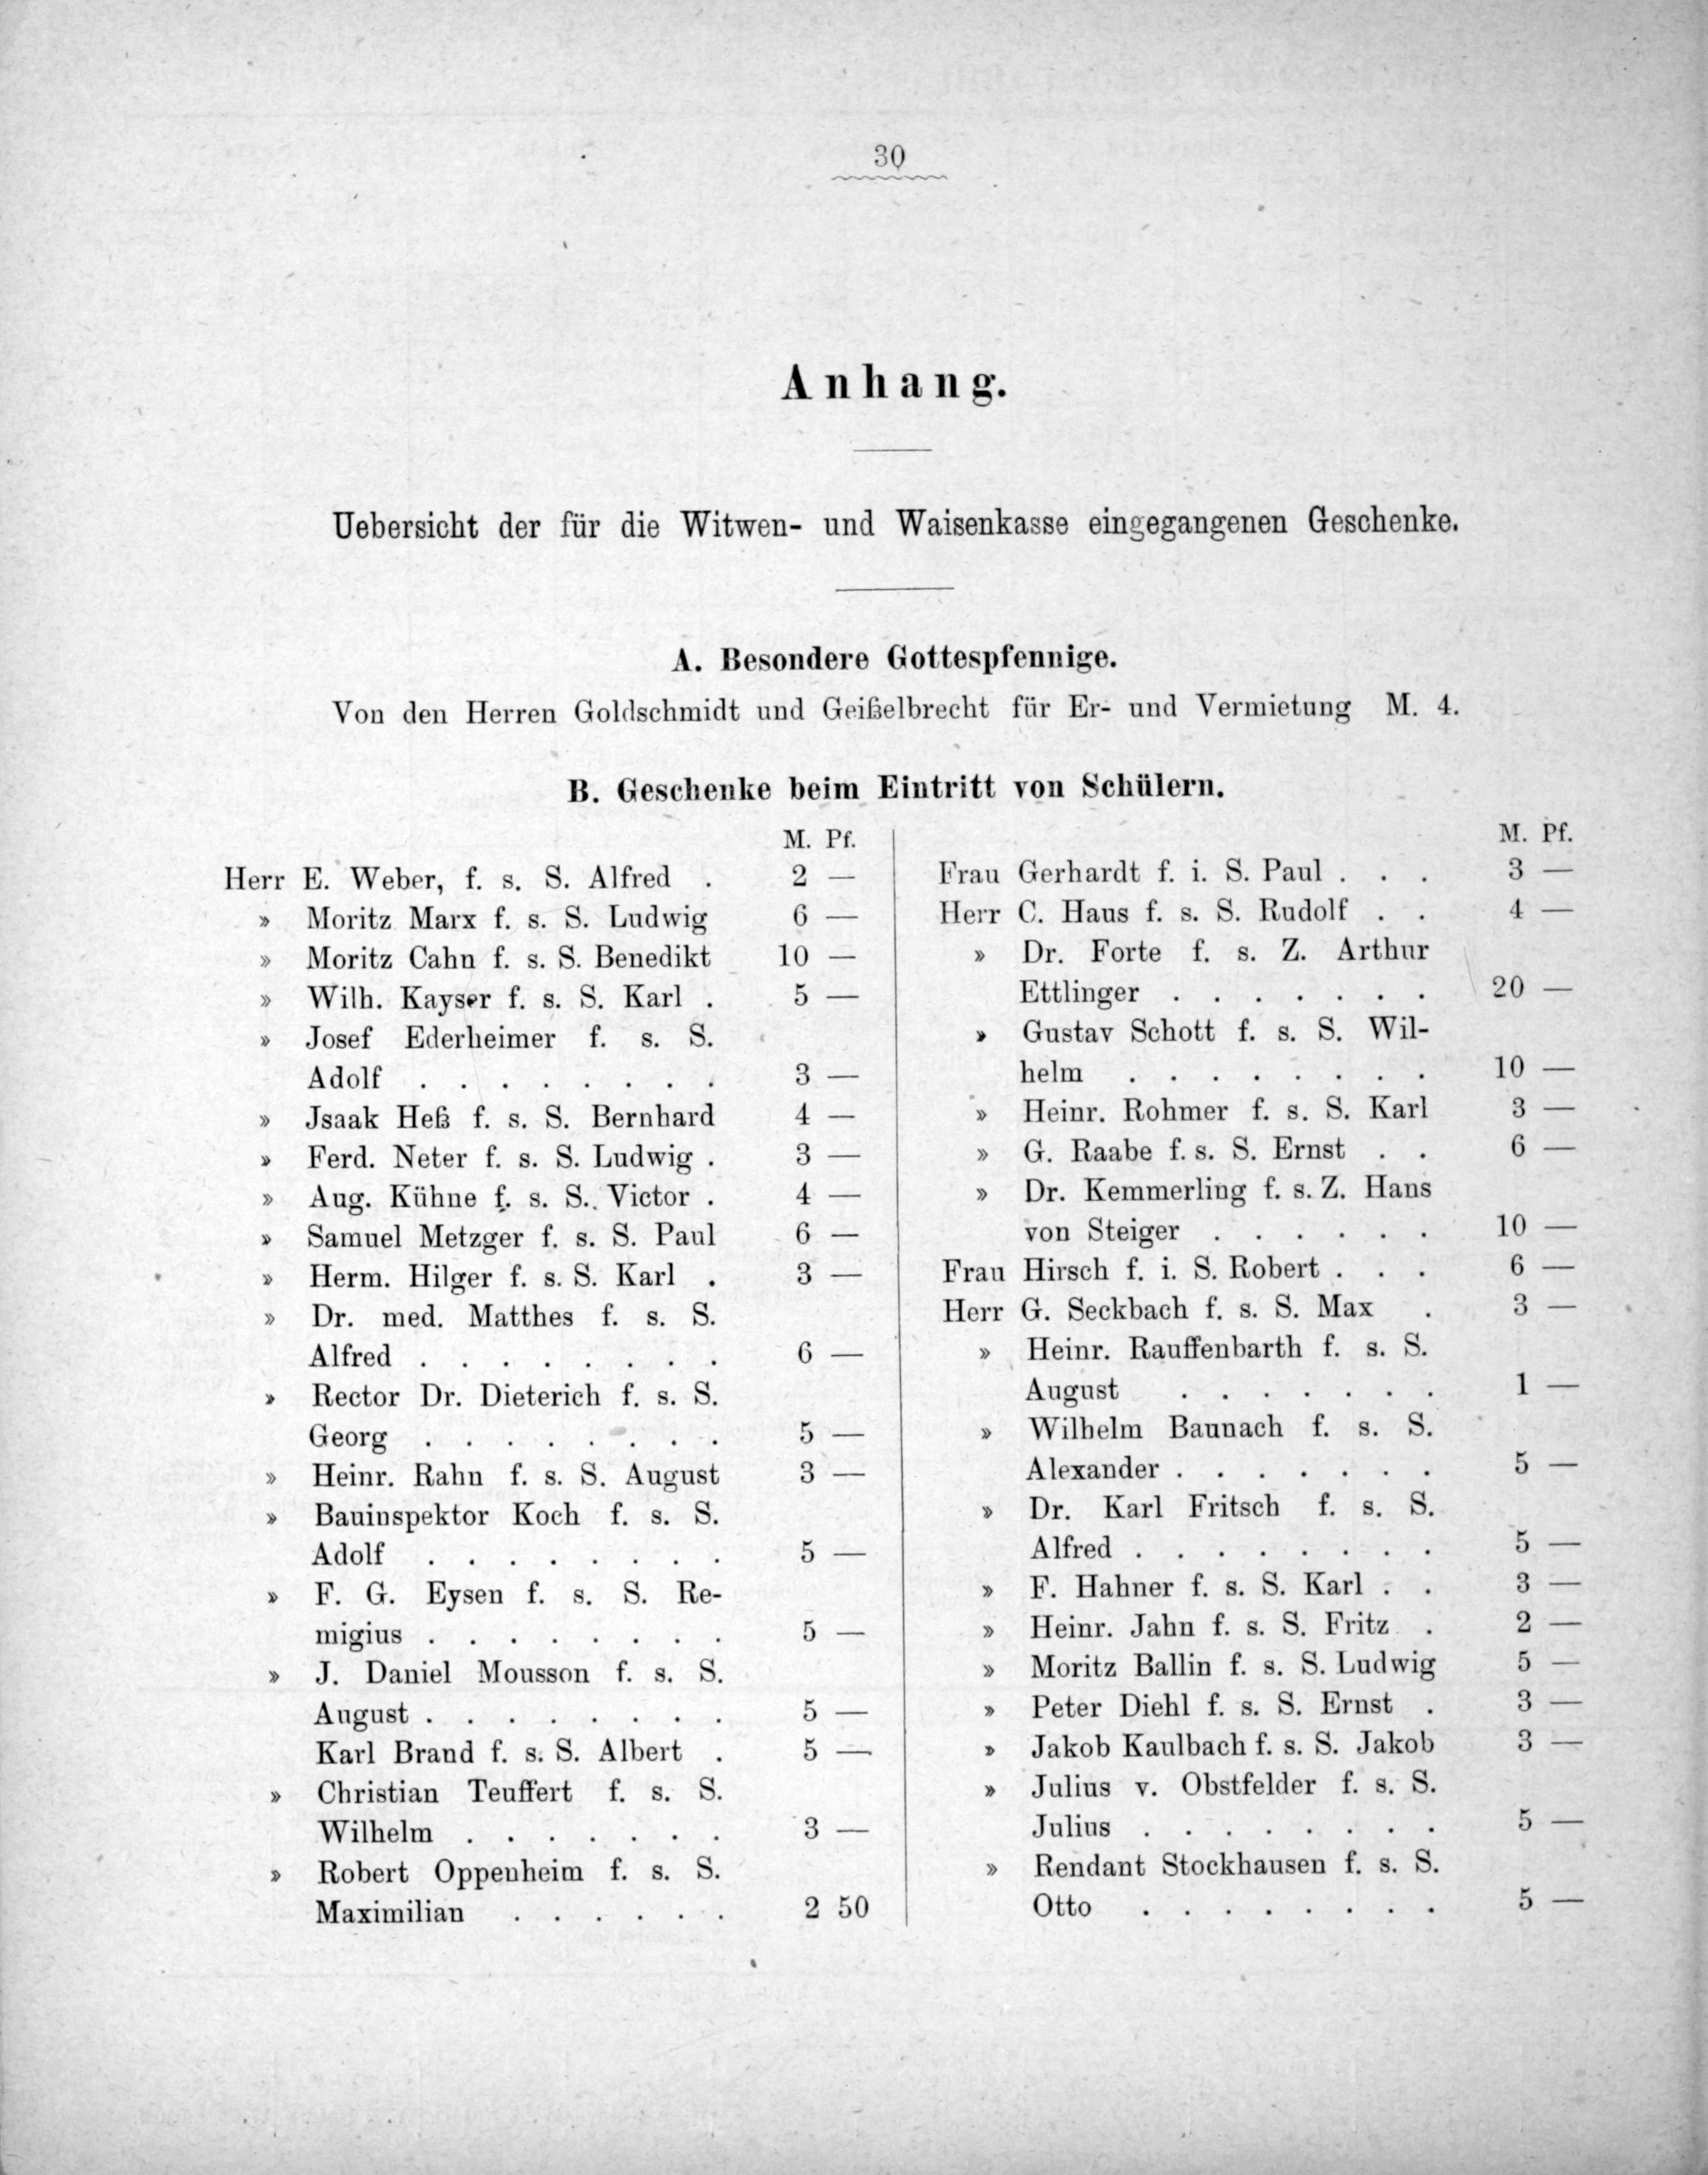 30
Anhang.
Uebersicht der für die Witwen- und Waisenkasse eingegangenen Geschenke.
A. Besondere Gottespfennige.
Von den Herren Goldschmidt und Geißelbrecht für Er- und Vermietung M. 4.
B. Geschenke beim Eintritt von Schülern.
M. Pf.
Herr E. Weber, f. s. S. Alfred . 2 —
» Moritz Marx f. s. S. Ludwig 6 —
» Moritz Cahn f. s. S. Benedikt 10 —
» Wilh. Kayser f. s. S. Karl . 5 —
» Josef Ederheimer f. s. S.
Adolf . . . . . . . . 3 —
» Jsaak Heß f. s. S. Bernhard 4 —
» Ferd. Neter f. s. S. Ludwig . 3 —
» Aug. Kühne f. s. S. Victor . 4 —
» Samuel Metzger f. s. S. Paul 6 —
» Herm. Hilger f. s. S. Karl . 3 —
» Dr. med. Matthes f. s. S.
Alfred . . . . . . . . 6 —
» Rector Dr. Dieterich f. s. S.
Georg . . . . . . . . 5 —
» Heinr. Rahn f. s. S. August 3 —
» Bauinspektor Koch f. s. S.
Adolf . . . . . . . . 5 —
» F. G. Eysen f. s. S. Re-
migius . . . . . . . . 5 —
» J. Daniel Mousson f. s. S.
August . . . . . . . . 5 —
Karl Brand f. s. S. Albert . 5 —
» Christian Teuffert f. s. S.
Wilhelm . . . . . . . 3 —
» Robert Oppenheim f. s. S.
Maximilian . . . . . . 2 50
M. Pf.
Frau Gerhardt f. i. S. Paul . . . 3 —
Herr C. Haus f. s. S. Rudolf . . 4 —
» Dr. Forte f. s. Z. Arthur
Ettlinger . . . . . . . 20 —
» Gustav Schott f. s. S. Wil-
helm . . . . . . . . 10 —
» Heinr. Rohmer f. s. S. Karl 3 —
» G. Raabe f. s. S. Ernst . . 6 —
» Dr. Kemmerling f. s. Z. Hans
von Steiger . . . . . . 10 —
Frau Hirsch f. i. S. Robert . . . 6 —
Herr G. Seckbach f. s. S. Max . 3 —
» Heinr. Rauffenbarth f. s. S.
August . . . . . . . 1 —
» Wilhelm Baunach f. s. S.
Alexander . . . . . . . 5 —
» Dr. Karl Fritsch f. s. S.
Alfred . . . . . . . . 5 —
» F. Hahner f. s. S. Karl . . 3 —
» Heinr. Jahn f. s. S. Fritz . 2 —
» Moritz Ballin f. s. S. Ludwig 5 —
» Peter Diehl f. s. S. Ernst . 3 —
» Jakob Kaulbach f. s. S. Jakob 3 —
» Julius v. Obstfelder f. s. S.
Julius . . . . . . . . 5 —
» Rendant Stockhausen f. s. S.
Otto . . . . . . . . 5 —